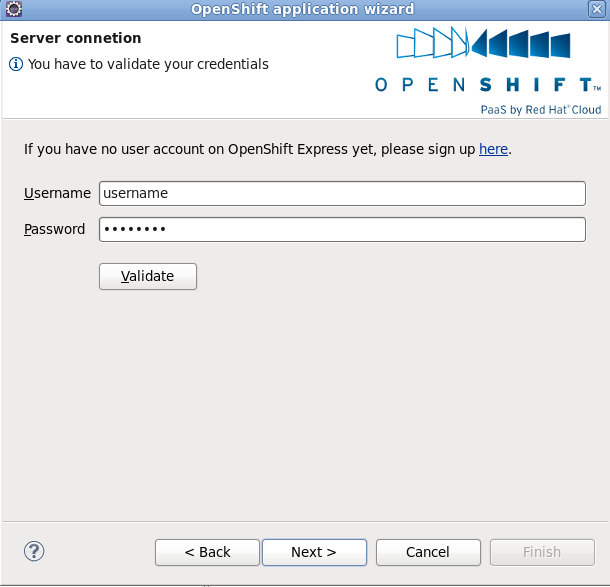 OpenShift application wizard
Server connetion
You have to validate your credentials
OPENSHIFT™
PaaS by Red Hat® Cloud
If you have no user account on OpenShift Express yet, please sign up here.
Username username
Password ••••••••
Validate
< Back Next > Cancel Finish